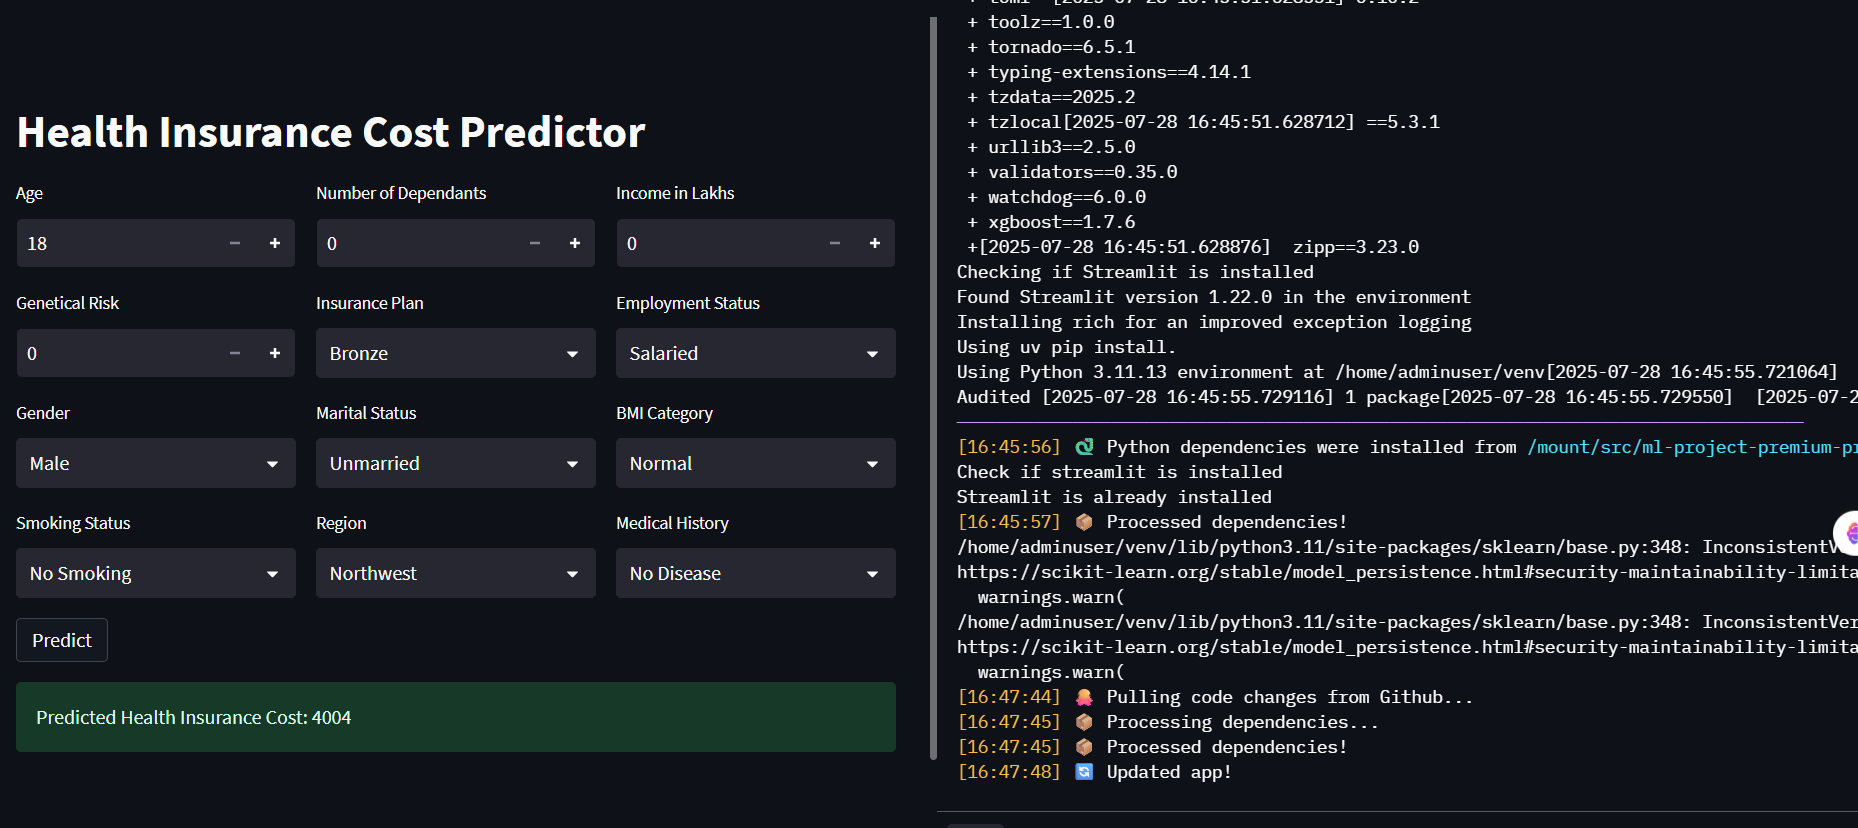 Health Insurance Cost Predictor
Age
Number of Dependants
Income in Lakhs
18
0
0
Genetical Risk
Insurance Plan
Employment Status
0
Bronze
Salaried
Gender
Marital Status
BMI Category
Male
Unmarried
Normal
Smoking Status
Region
Medical History
No Smoking
Northwest
No Disease
Predict
Predicted Health Insurance Cost: 4004
+ toolz==1.0.0
+ tornado==6.5.1
+ typing-extensions==4.14.1
+ tzdata==2025.2
+ tzlocal[2025-07-28 16:45:51.628712] ==5.3.1
+ urllib3==2.5.0
+ validators==0.35.0
+ watchdog==6.0.0
+ xgboost==1.7.6
+[2025-07-28 16:45:51.628876]  zipp==3.23.0
Checking if Streamlit is installed
Found Streamlit version 1.22.0 in the environment
Installing rich for an improved exception logging
Using uv pip install.
Using Python 3.11.13 environment at /home/adminuser/venv[2025-07-28 16:45:55.721064]
Audited [2025-07-28 16:45:55.729116] 1 package[2025-07-28 16:45:55.729550]  [2025-07-2
[16:45:56] 🐍 Python dependencies were installed from /mount/src/ml-project-premium-pr
Check if streamlit is installed
Streamlit is already installed
[16:45:57] 📦 Processed dependencies!
/home/adminuser/venv/lib/python3.11/site-packages/sklearn/base.py:348: InconsistentVe
https://scikit-learn.org/stable/model_persistence.html#security-maintainability-limita
warnings.warn(
/home/adminuser/venv/lib/python3.11/site-packages/sklearn/base.py:348: InconsistentVer
https://scikit-learn.org/stable/model_persistence.html#security-maintainability-limita
warnings.warn(
[16:47:44] 🐙 Pulling code changes from Github...
[16:47:45] 📦 Processing dependencies...
[16:47:45] 📦 Processed dependencies!
[16:47:48] 🔄 Updated app!